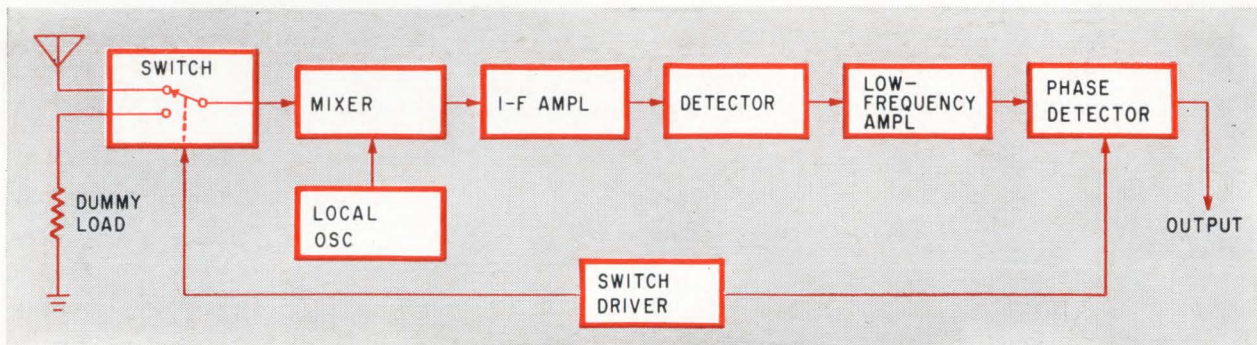 SWITCH
MIXER
I-F AMPL
DETECTOR
LOW-
FREQUENCY
AMPL
PHASE
DETECTOR
DUMMY
LOAD
LOCAL
OSC
SWITCH
DRIVER
OUTPUT